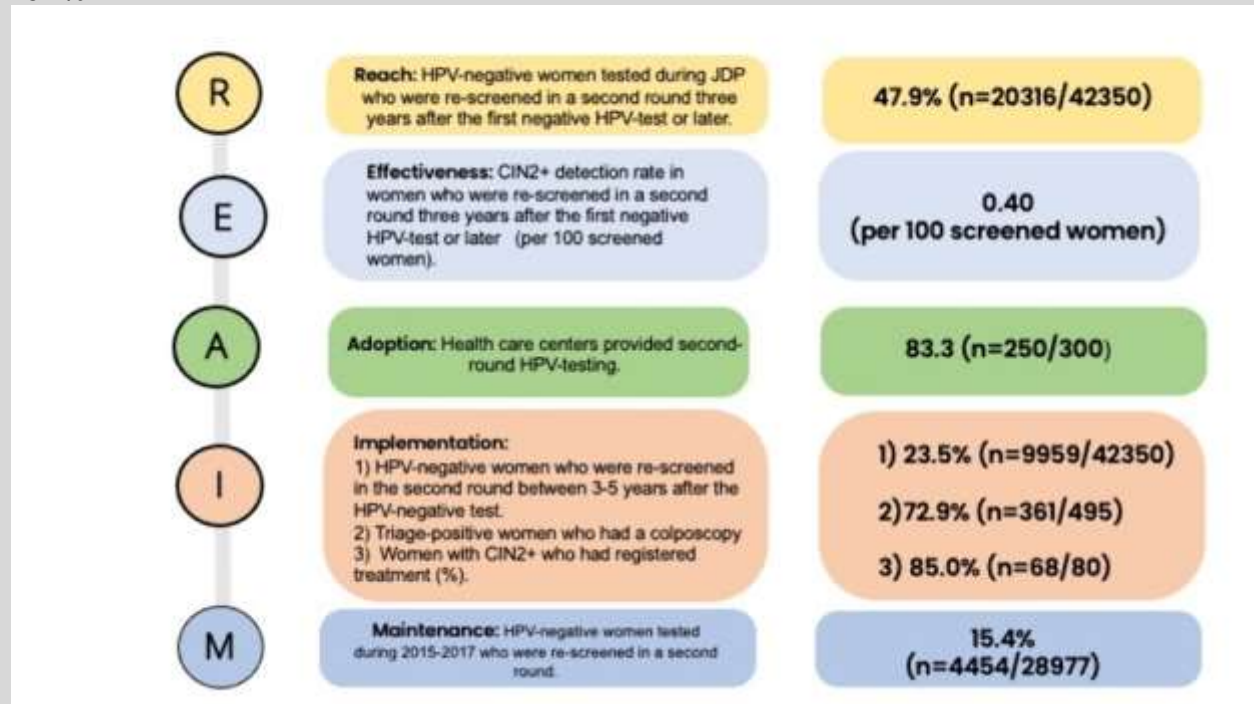 R
Reach: HPV-negative women tested during JDP
who were re-screened in a second round three
years after the first negative HPV-test or later.
47.9% (n=20316/42350)
E
Effectiveness: CIN2+ detection rate in
women who were re-screened in a second
round three years after the first negative
HPV-test or later (per 100 screened
women).
0.40
(per 100 screened women)
A
Adoption: Health care centers provided second-
round HPV-testing.
83.3 (n=250/300)
I
Implementation:
1) HPV-negative women who were re-screened
in the second round between 3-5 years after the
HPV-negative test.
2) Triage-positive women who had a colposcopy
3) Women with CIN2+ who had registered
treatment (%).
1) 23.5% (n=9959/42350)
2)72.9% (n=361/495)
3) 85.0% (n=68/80)
M
Maintenance: HPV-negative women tested
during 2015-2017 who were re-screened in a second
round.
15.4%
(n=4454/28977)